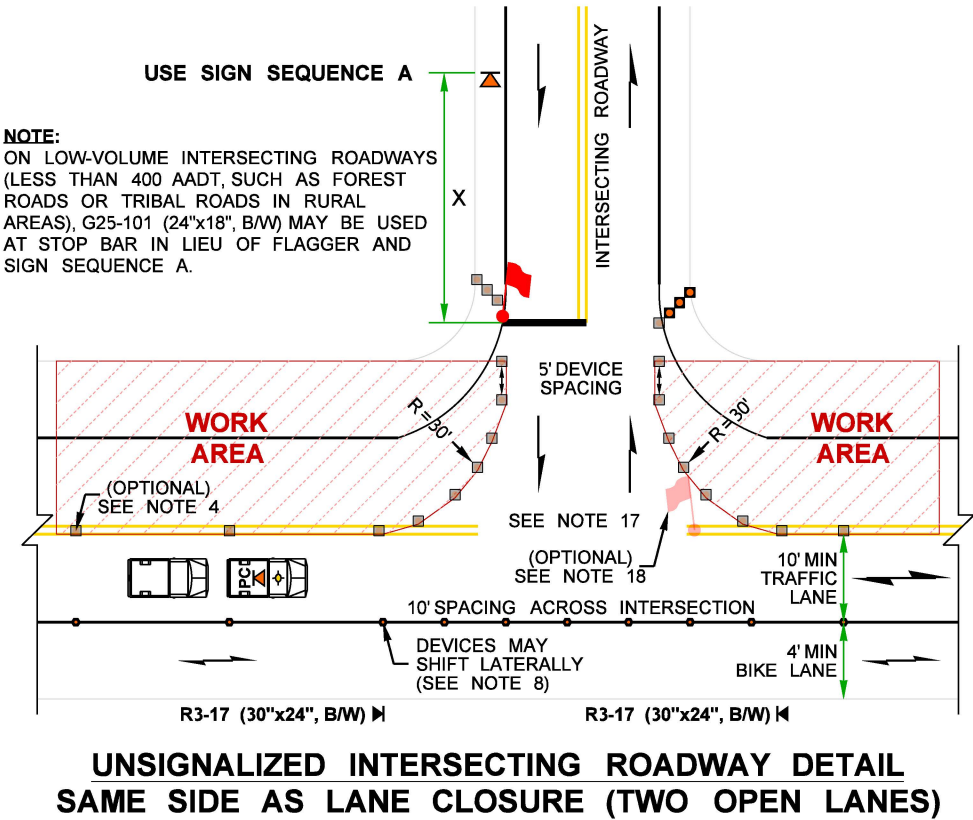 USE SIGN SEQUENCE A
NOTE:
ON LOW-VOLUME INTERSECTING ROADWAYS
(LESS THAN 400 AADT, SUCH AS FOREST
ROADS OR TRIBAL ROADS IN RURAL
AREAS), G25-101 (24"x18", B/W) MAY BE USED
AT STOP BAR IN LIEU OF FLAGGER AND
SIGN SEQUENCE A.
X
INTERSECTING ROADWAY
5' DEVICE
SPACING
R=30'
R=30'
WORK
AREA
WORK
AREA
(OPTIONAL)
SEE NOTE 4
SEE NOTE 17
(OPTIONAL)
SEE NOTE 18
10' MIN
TRAFFIC
LANE
PC
10' SPACING ACROSS INTERSECTION
DEVICES MAY
SHIFT LATERALLY
(SEE NOTE 8)
4' MIN
BIKE LANE
R3-17 (30"x24", B/W)
R3-17 (30"x24", B/W)
UNSIGNALIZED INTERSECTING ROADWAY DETAIL
SAME SIDE AS LANE CLOSURE (TWO OPEN LANES)